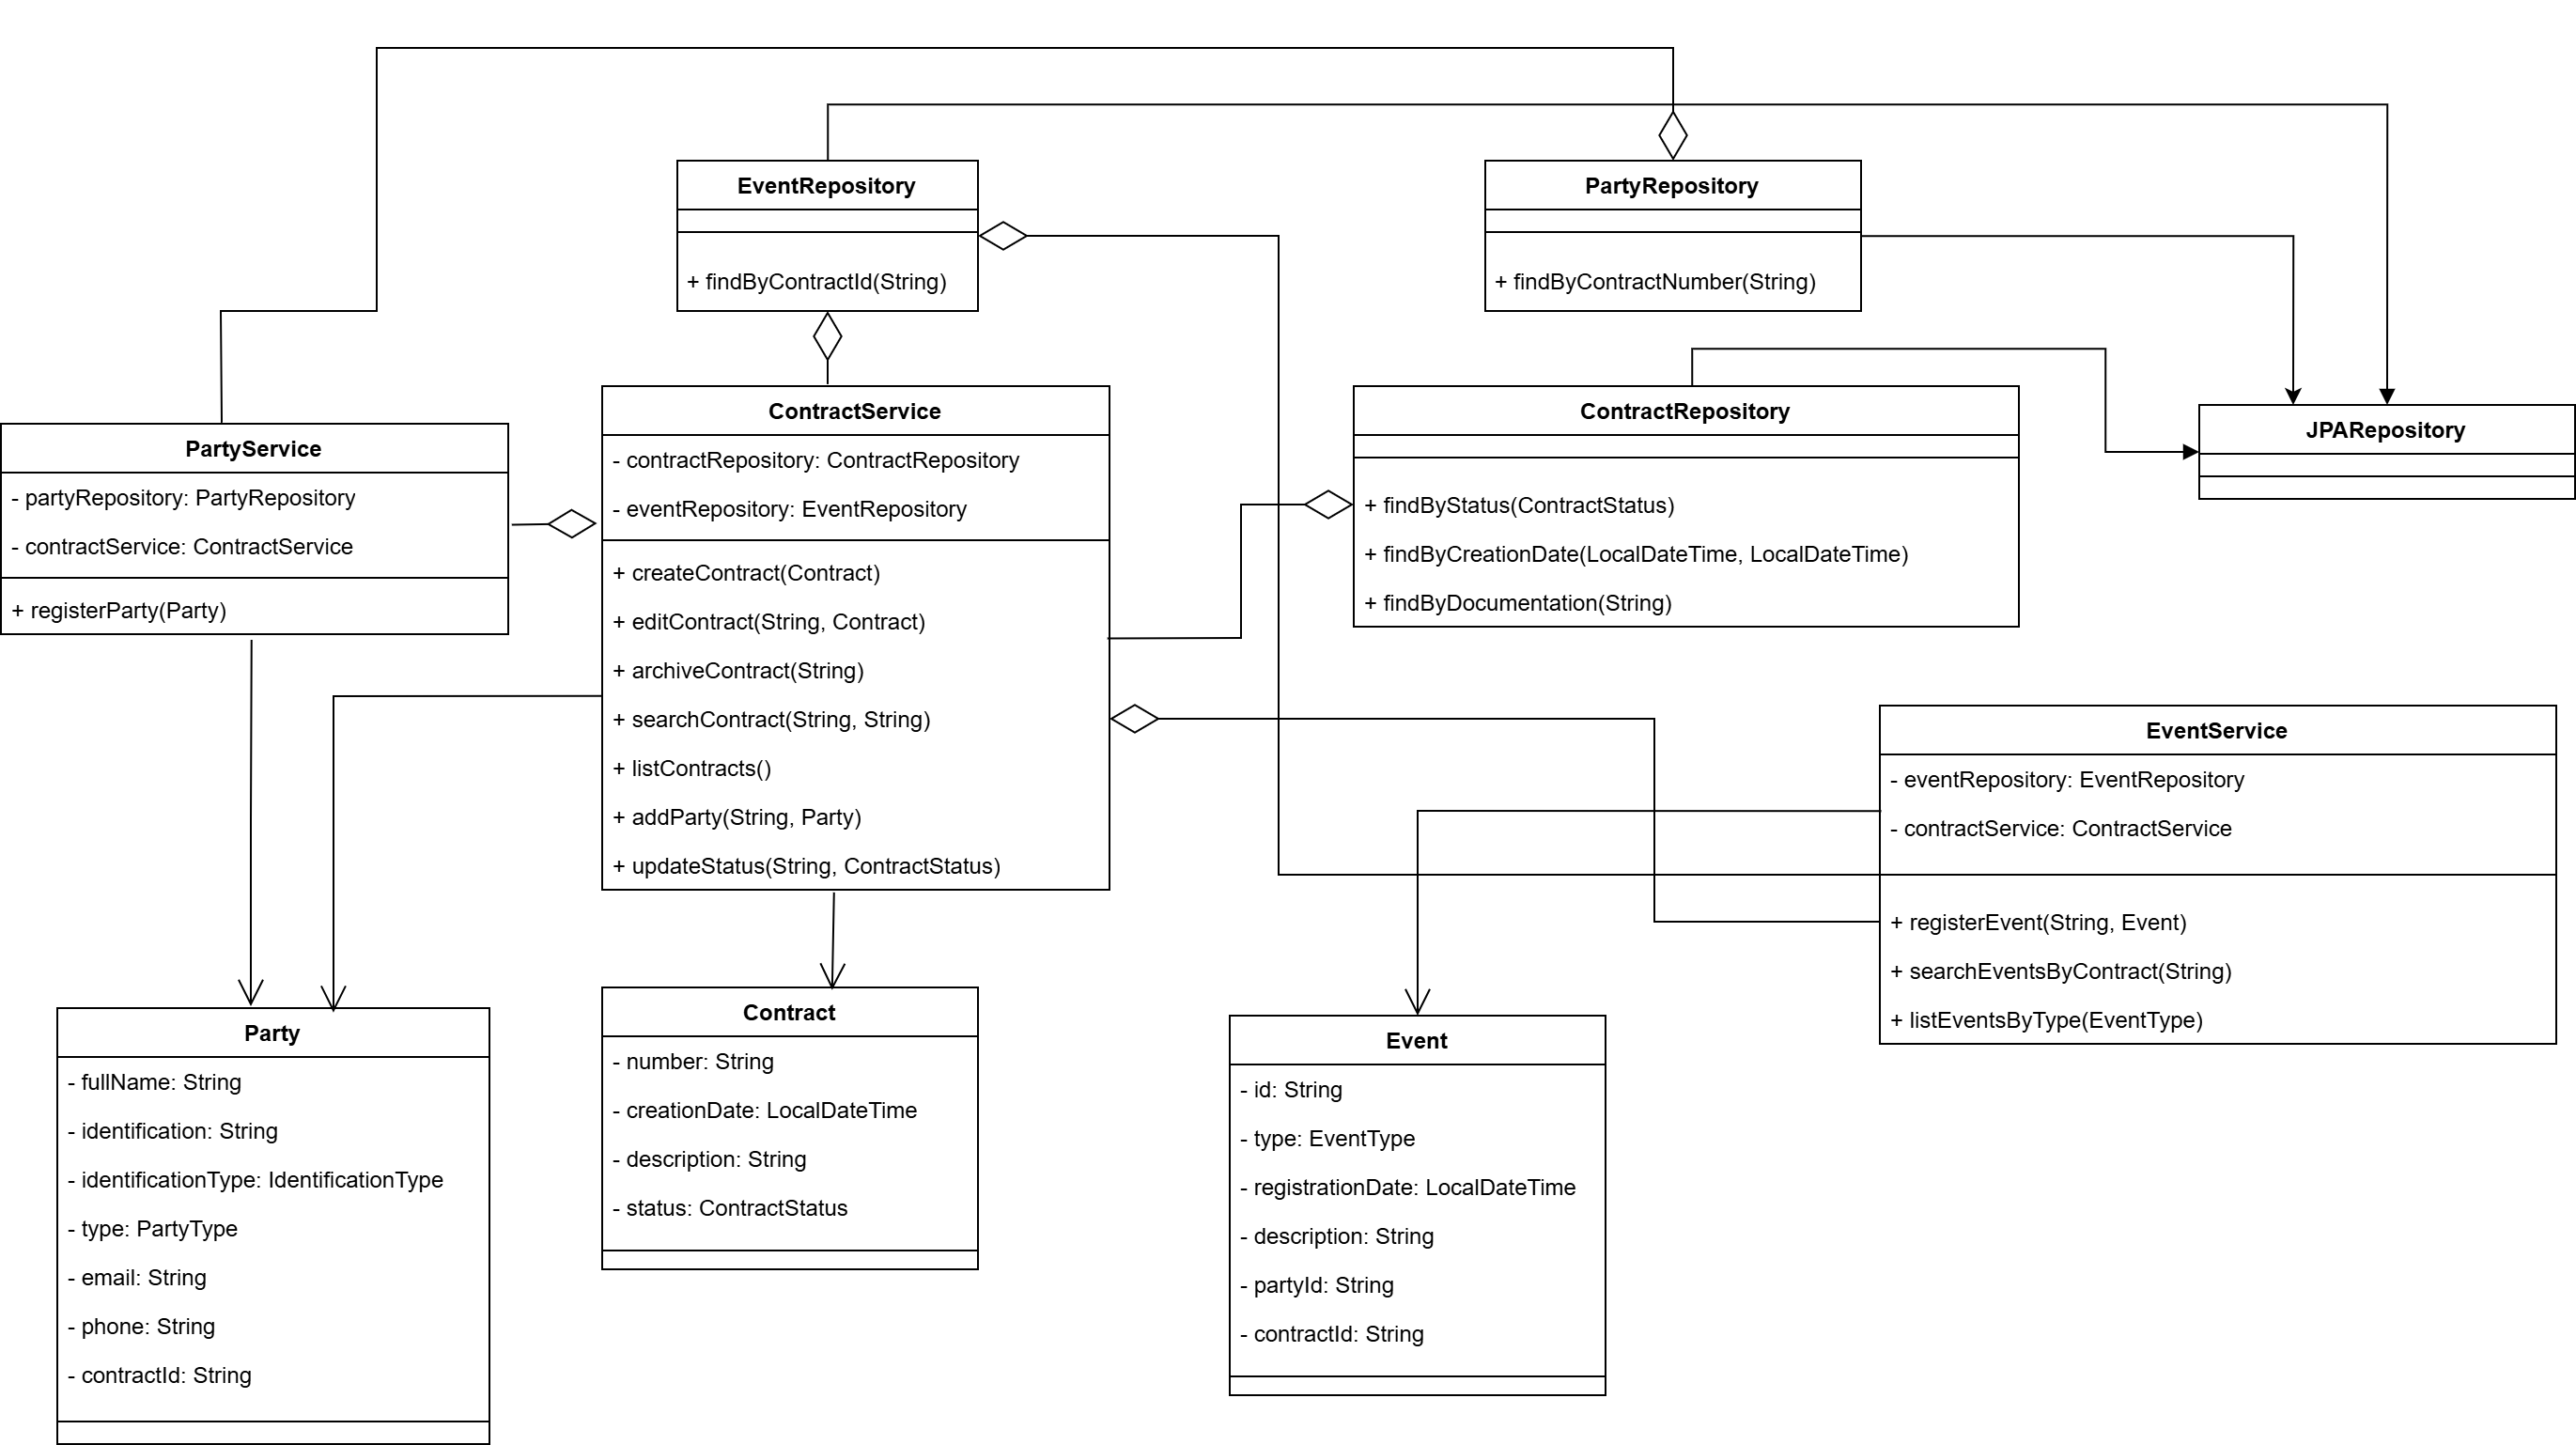 EventRepository
+ findByContractId(String)
PartyRepository
+ findByContractNumber(String)
PartyService
- partyRepository: PartyRepository
- contractService: ContractService
+ registerParty(Party)
ContractService
- contractRepository: ContractRepository
- eventRepository: EventRepository
+ createContract(Contract)
+ editContract(String, Contract)
+ archiveContract(String)
+ searchContract(String, String)
+ listContracts()
+ addParty(String, Party)
+ updateStatus(String, ContractStatus)
ContractRepository
+ findByStatus(ContractStatus)
+ findByCreationDate(LocalDateTime, LocalDateTime)
+ findByDocumentation(String)
JPARepository
EventService
- eventRepository: EventRepository
- contractService: ContractService
+ registerEvent(String, Event)
+ searchEventsByContract(String)
+ listEventsByType(EventType)
Party
- fullName: String
- identification: String
- identificationType: IdentificationType
- type: PartyType
- email: String
- phone: String
- contractId: String
Contract
- number: String
- creationDate: LocalDateTime
- description: String
- status: ContractStatus
Event
- id: String
- type: EventType
- registrationDate: LocalDateTime
- description: String
- partyId: String
- contractId: String